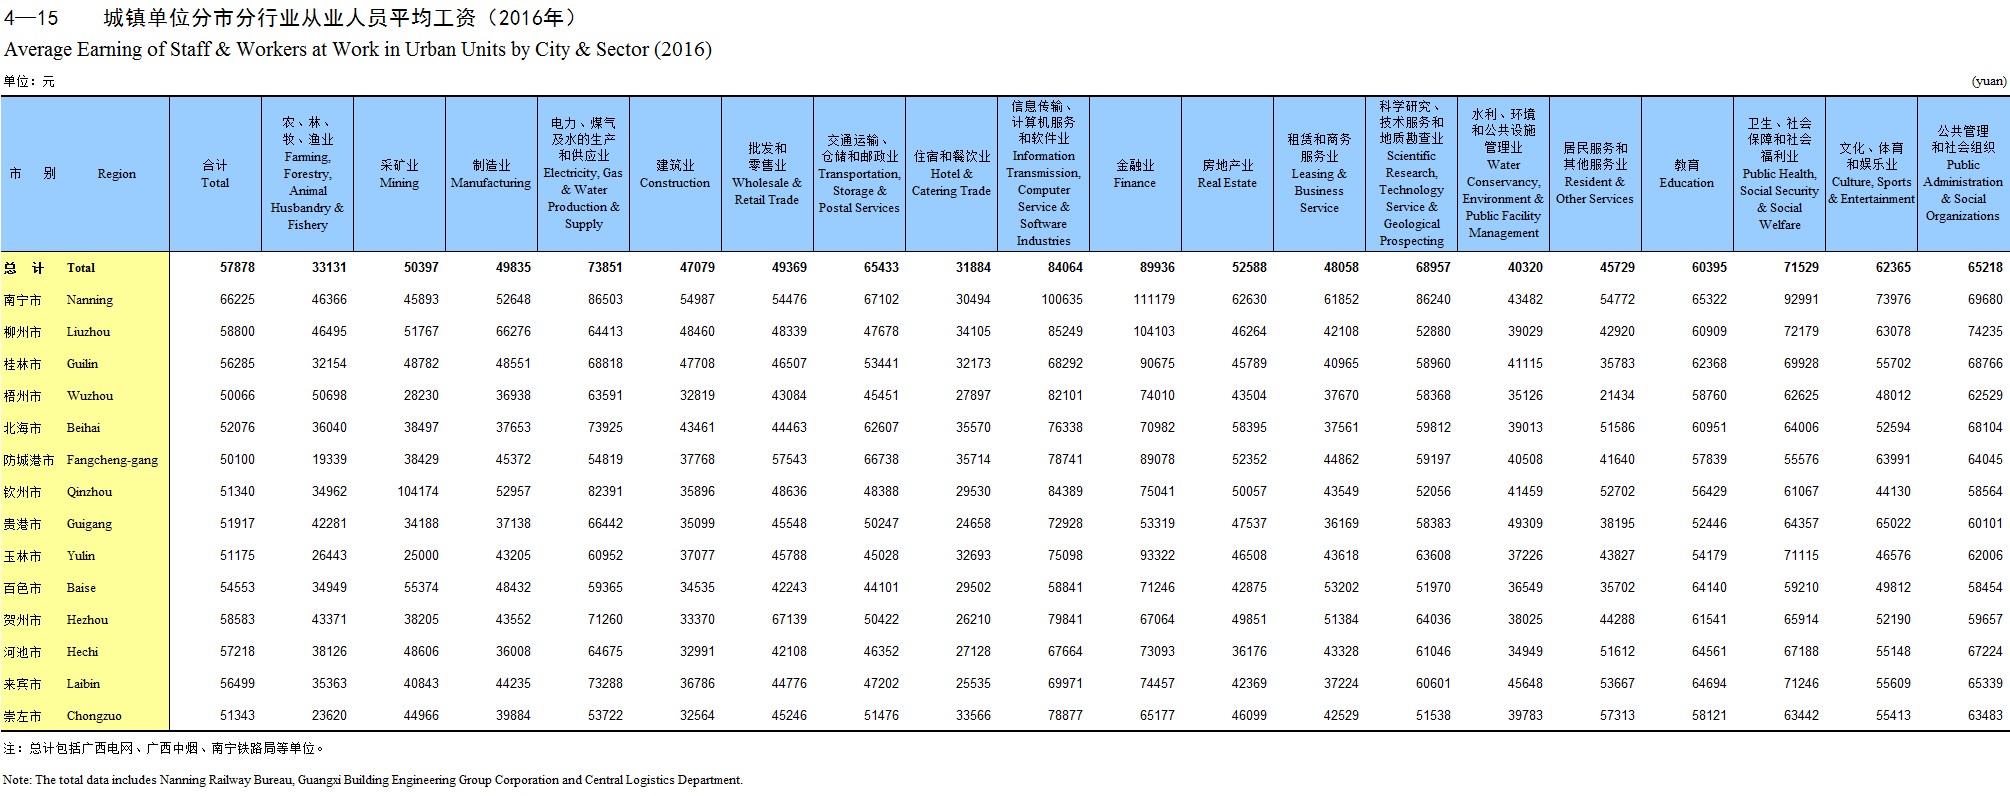 4—15 城镇单位分市分行业从业人员平均工资（2016年）
Average Earning of Staff & Workers at Work in Urban Units by City & Sector (2016)
单位：元 (yuan)
市 别 Region
合计
Total
农、林、
牧、渔业
Farming,
Forestry,
Animal
Husbandry &
Fishery
采矿业
Mining
制造业
Manufacturing
电力、煤气
及水的生产
和供应业
Electricity, Gas
& Water
Production &
Supply
建筑业
Construction
批发和
零售业
Wholesale &
Retail Trade
交通运输、
仓储和邮政业
Transportation,
Storage &
Postal Services
住宿和餐饮业
Hotel &
Catering Trade
信息传输、
计算机服务
和软件业
Information
Transmission,
Computer
Service &
Software
Industries
金融业
Finance
房地产业
Real Estate
租赁和商务
服务业
Leasing &
Business
Service
科学研究、
技术服务和
地质勘查业
Scientific
Research,
Technology
Service &
Geological
Prospecting
水利、环境
和公共设施
管理业
Water
Conservancy,
Environment &
Public Facility
Management
居民服务和
其他服务业
Resident &
Other Services
教育
Education
卫生、社会
保障和社会
福利业
Public Health,
Social Security
& Social
Welfare
文化、体育
和娱乐业
Culture, Sports
& Entertainment
公共管理
和社会组织
Public
Administration
& Social
Organizations
总 计 Total 57878 33131 50397 49835 73851 47079 49369 65433 31884 84064 89936 52588 48058 68957 40320 45729 60395 71529 62365 65218
南宁市 Nanning 66225 46366 45893 52648 86503 54987 54476 67102 30494 100635 111179 62630 61852 86240 43482 54772 65322 92991 73976 69680
柳州市 Liuzhou 58800 46495 51767 66276 64413 48460 48339 47678 34105 85249 104103 46264 42108 52880 39029 42920 60909 72179 63078 74235
桂林市 Guilin 56285 32154 48782 48551 68818 47708 46507 53441 32173 68292 90675 45789 40965 58960 41115 35783 62368 69928 55702 68766
梧州市 Wuzhou 50066 50698 28230 36938 63591 32819 43084 45451 27897 82101 74010 43504 37670 58368 35126 21434 58760 62625 48012 62529
北海市 Beihai 52076 36040 38497 37653 73925 43461 44463 62607 35570 76338 70982 58395 37561 59812 39013 51586 60951 64006 52594 68104
防城港市 Fangcheng-gang 50100 19339 38429 45372 54819 37768 57543 66738 35714 78741 89078 52352 44862 59197 40508 41640 57839 55576 63991 64045
钦州市 Qinzhou 51340 34962 104174 52957 82391 35896 48636 48388 29530 84389 75041 50057 43549 52056 41459 52702 56429 61067 44130 58564
贵港市 Guigang 51917 42281 34188 37138 66442 35099 45548 50247 24658 72928 53319 47537 36169 58383 49309 38195 52446 64357 65022 60101
玉林市 Yulin 51175 26443 25000 43205 60952 37077 45788 45028 32693 75098 93322 46508 43618 63608 37226 43827 54179 71115 46576 62006
百色市 Baise 54553 34949 55374 48432 59365 34535 42243 44101 29502 58841 71246 42875 53202 51970 36549 35702 64140 59210 49812 58454
贺州市 Hezhou 58583 43371 38205 43552 71260 33370 67139 50422 26210 79841 67064 49851 51384 64036 38025 44288 61541 65914 52190 59657
河池市 Hechi 57218 38126 48606 36008 64675 32991 42108 46352 27128 67664 73093 36176 43328 61046 34949 51612 64561 67188 55148 67224
来宾市 Laibin 56499 35363 40843 44235 73288 36786 44776 47202 25535 69971 74457 42369 37224 60601 45648 53667 64694 71246 55609 65339
崇左市 Chongzuo 51343 23620 44966 39884 53722 32564 45246 51476 33566 78877 65177 46099 42529 51538 39783 57313 58121 63442 55413 63483
注：总计包括广西电网、广西中烟、南宁铁路局等单位。
Note: The total data includes Nanning Railway Bureau, Guangxi Building Engineering Group Corporation and Central Logistics Department.